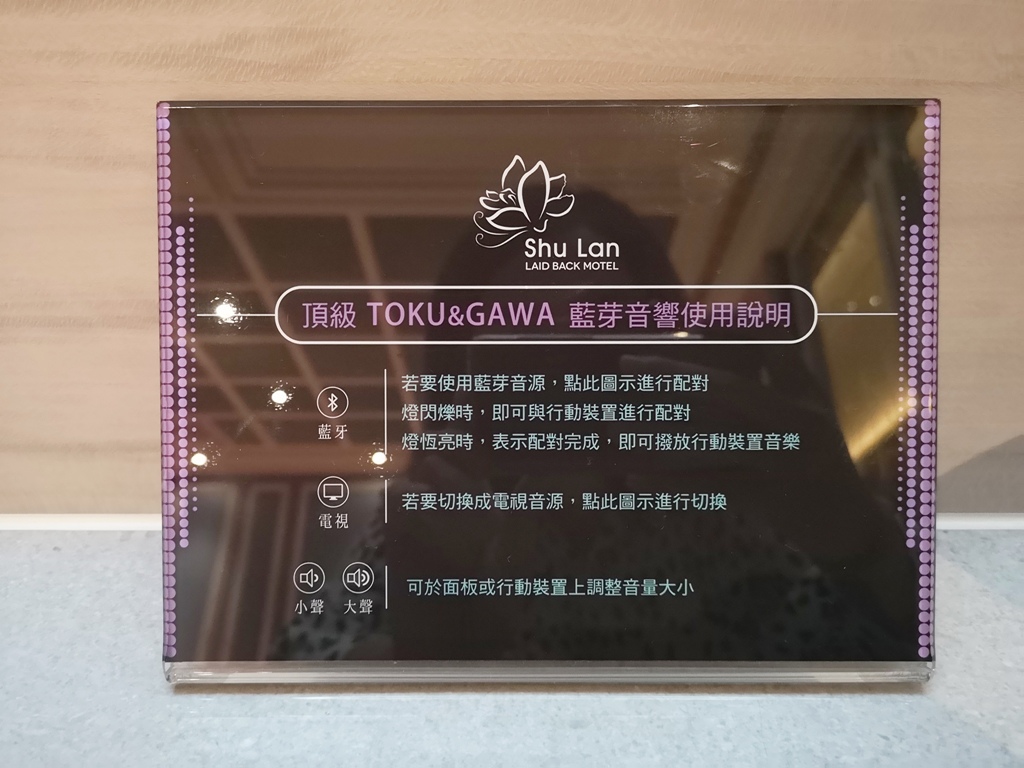 Shu Lan
LAID BACK MOTEL
頂級 TOKU&GAWA 藍芽音響使用說明
若要使用藍芽音源，點此圖示進行配對
燈閃爍時，即可與行動裝置進行配對
燈恆亮時，表示配對完成，即可撥放行動裝置音樂
藍牙
若要切換成電視音源，點此圖示進行切換
電視
可於面板或行動裝置上調整音量大小
小聲 大聲